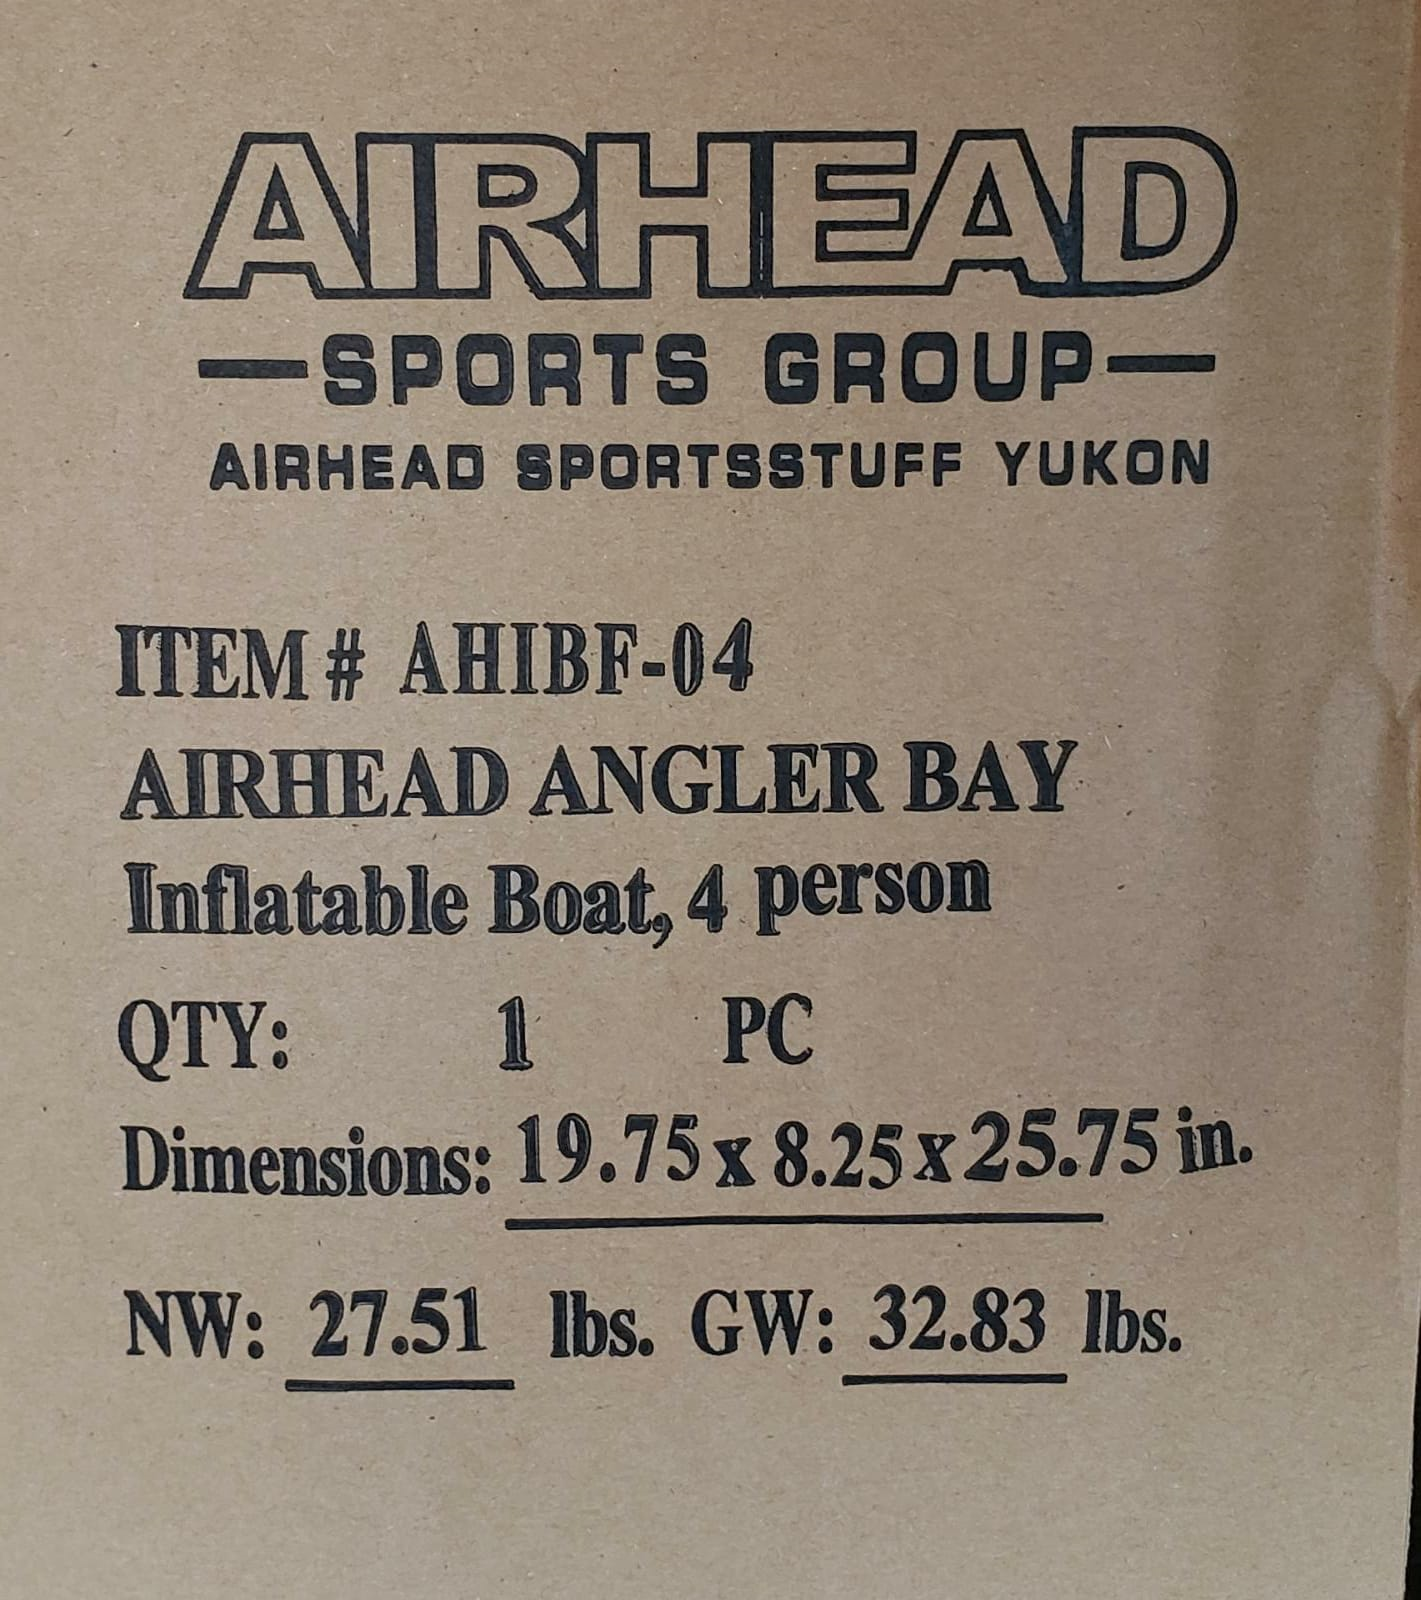 AIRHEAD
SPORTS GROUP
AIRHEAD SPORTSSTUFF YUKON
ITEM # AHIBF-04
AIRHEAD ANGLER BAY
Inflatable Boat, 4 person
QTY: 1 PC
Dimensions: 19.75 x 8.25 x 25.75 in.
NW: 27.51 lbs. GW: 32.83 lbs.